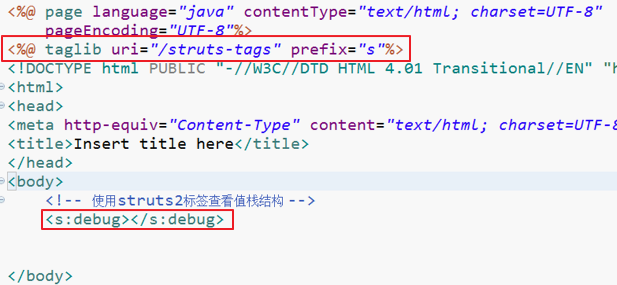 <%@ page language="java" contentType="text/html; charset=UTF-8"
pageEncoding="UTF-8"%>
<%@ taglib uri="/struts-tags" prefix="s"%>
<!DOCTYPE html PUBLIC "-//W3C//DTD HTML 4.01 Transitional//EN" "h
<html>
<head>
<meta http-equiv="Content-Type" content="text/html; charset=UTF-8
<title>Insert title here</title>
</head>
<body>
<!-- 使用struts2标签查看值栈结构 -->
<s:debug></s:debug>
</body>